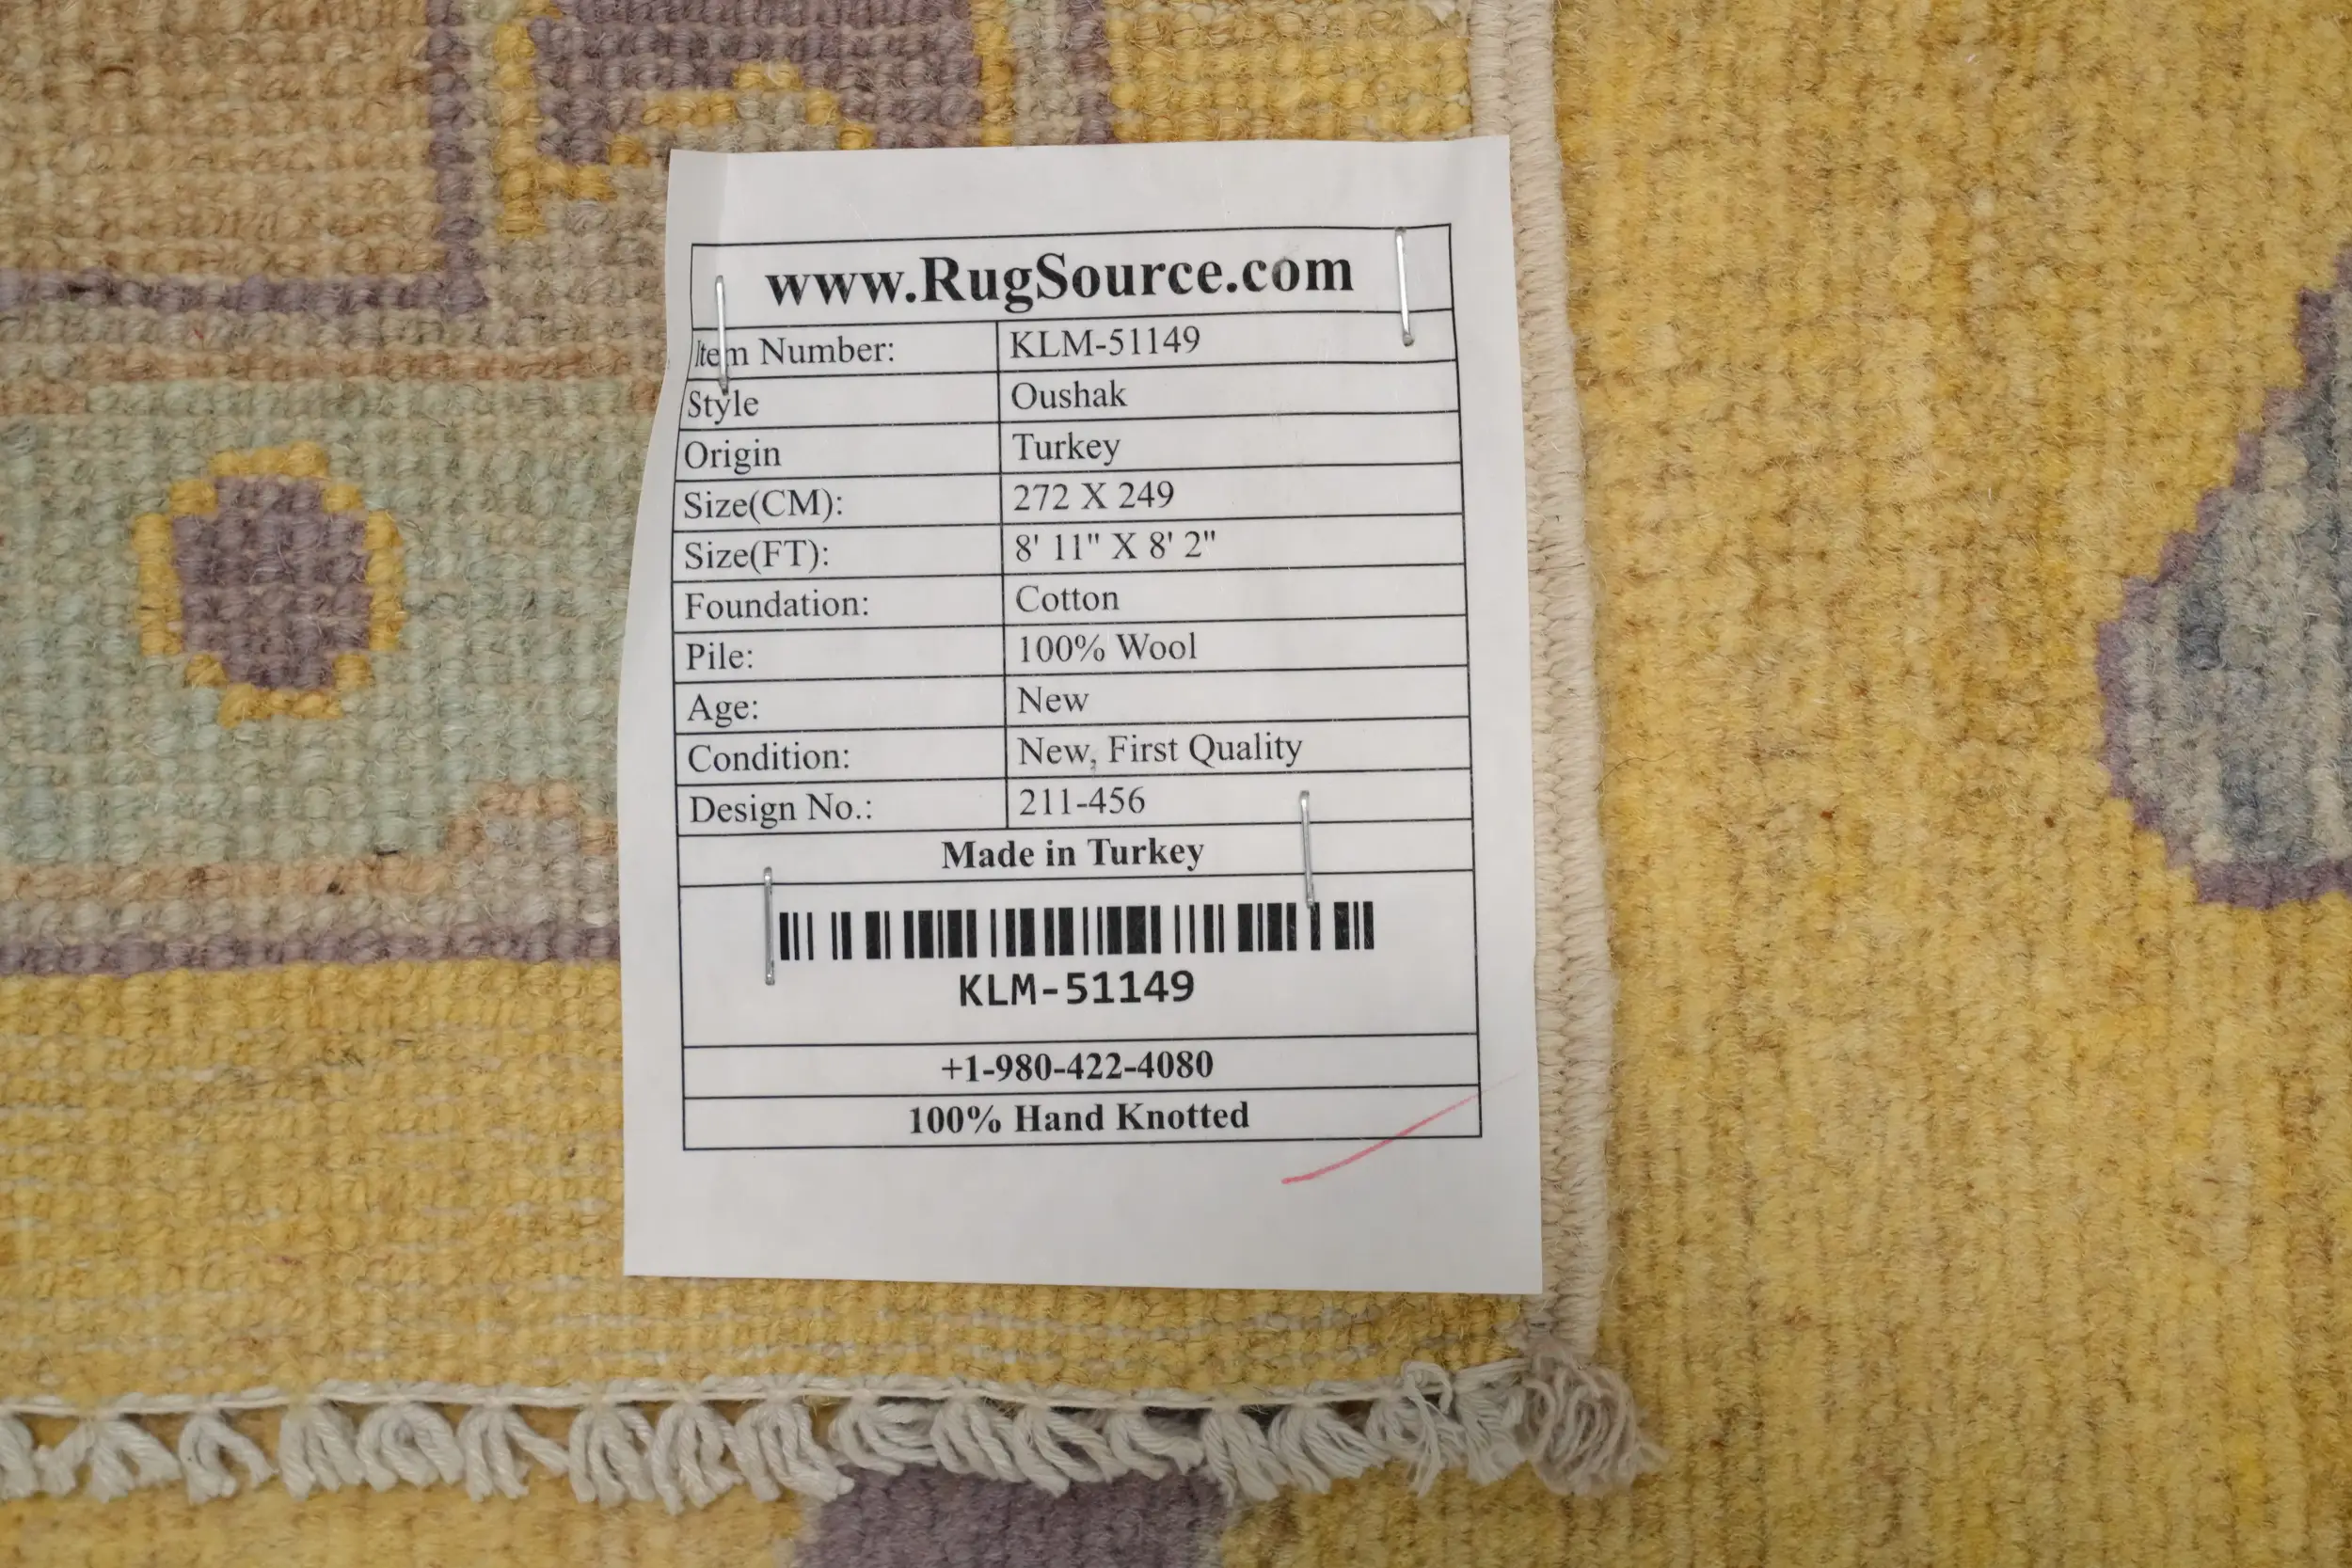 www.RugSource.com
Item Number: KLM-51149
Style Oushak
Origin Turkey
Size(CM): 272 X 249
Size(FT): 8' 11" X 8' 2"
Foundation: Cotton
Pile: 100% Wool
Age: New
Condition: New, First Quality
Design No.: 211-456
Made in Turkey
KLM-51149
+1-980-422-4080
100% Hand Knotted